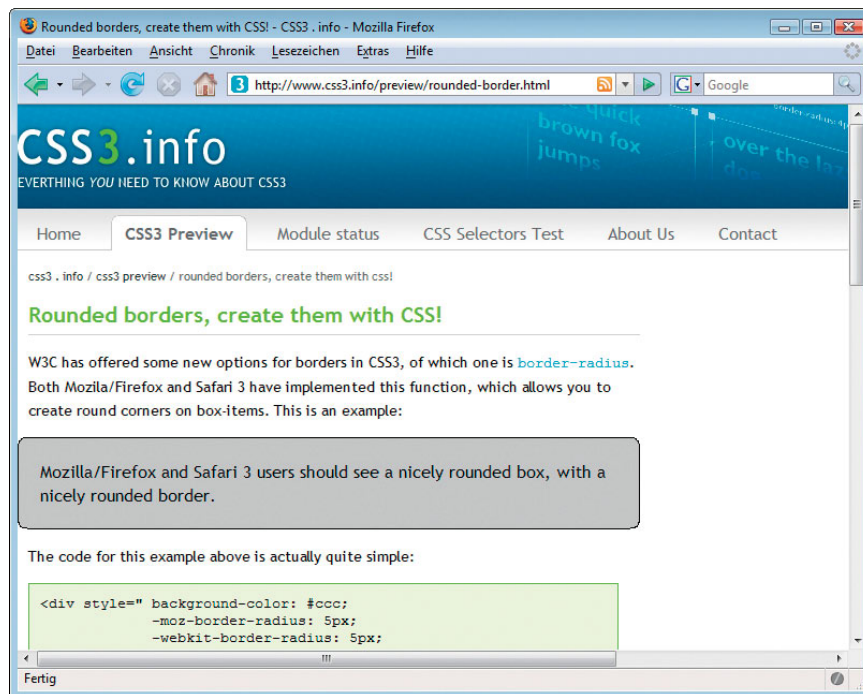 Rounded borders, create them with CSS! - CSS3 . info - Mozilla Firefox
Datei Bearbeiten Ansicht Chronik Lesezeichen Extras Hilfe
3 http://www.css3.info/preview/rounded-border.html G Google
CSS3.info
EVERYTHING YOU NEED TO KNOW ABOUT CSS3
quick
brown fox
jumps
over the laz
Home CSS3 Preview Module status CSS Selectors Test About Us Contact
css3 . info / css3 preview / rounded borders, create them with css!
Rounded borders, create them with CSS!
W3C has offered some new options for borders in CSS3, of which one is border-radius.
Both Mozila/Firefox and Safari 3 have implemented this function, which allows you to
create round corners on box-items. This is an example:
Mozilla/Firefox and Safari 3 users should see a nicely rounded box, with a
nicely rounded border.
The code for this example above is actually quite simple:
<div style=" background-color: #ccc;
-moz-border-radius: 5px;
-webkit-border-radius: 5px;
Fertig